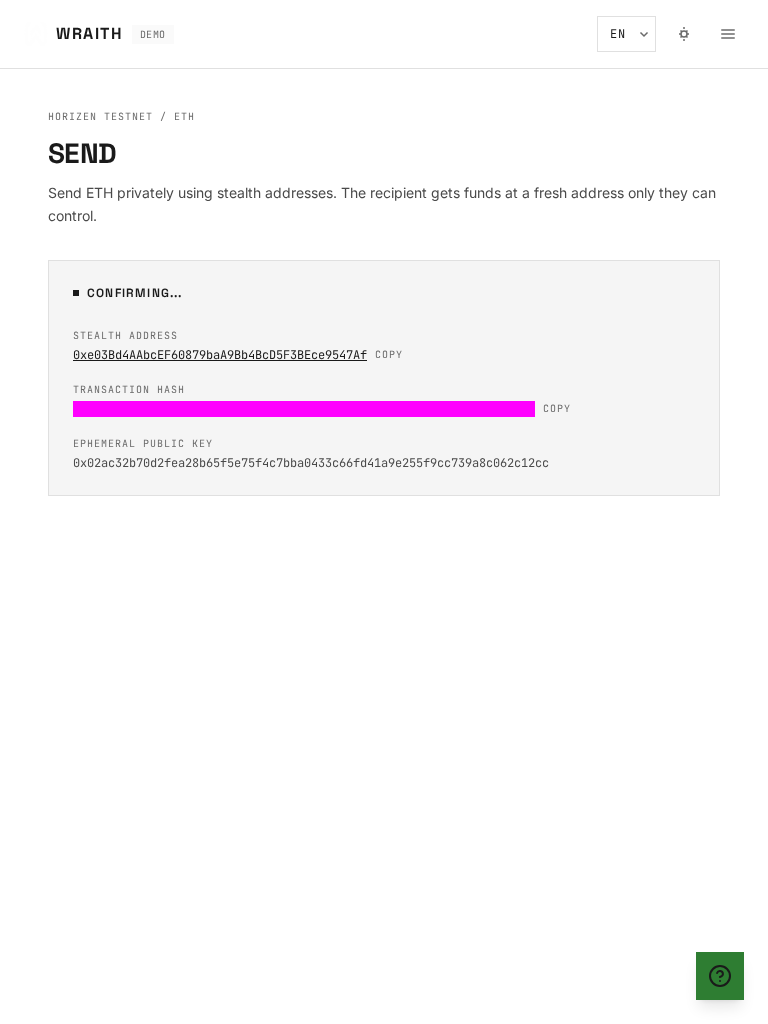 WRAITH DEMO EN
HORIZEN TESTNET / ETH
SEND
Send ETH privately using stealth addresses. The recipient gets funds at a fresh address only they can
control.
CONFIRMING...
STEALTH ADDRESS
0xe03Bd4AAbcEF60879baA9Bb4BcD5F3BEce9547Af COPY
TRANSACTION HASH
COPY
EPHEMERAL PUBLIC KEY
0x02ac32b70d2fea28b65f5e75f4c7bba0433c66fd41a9e255f9cc739a8c062c12cc